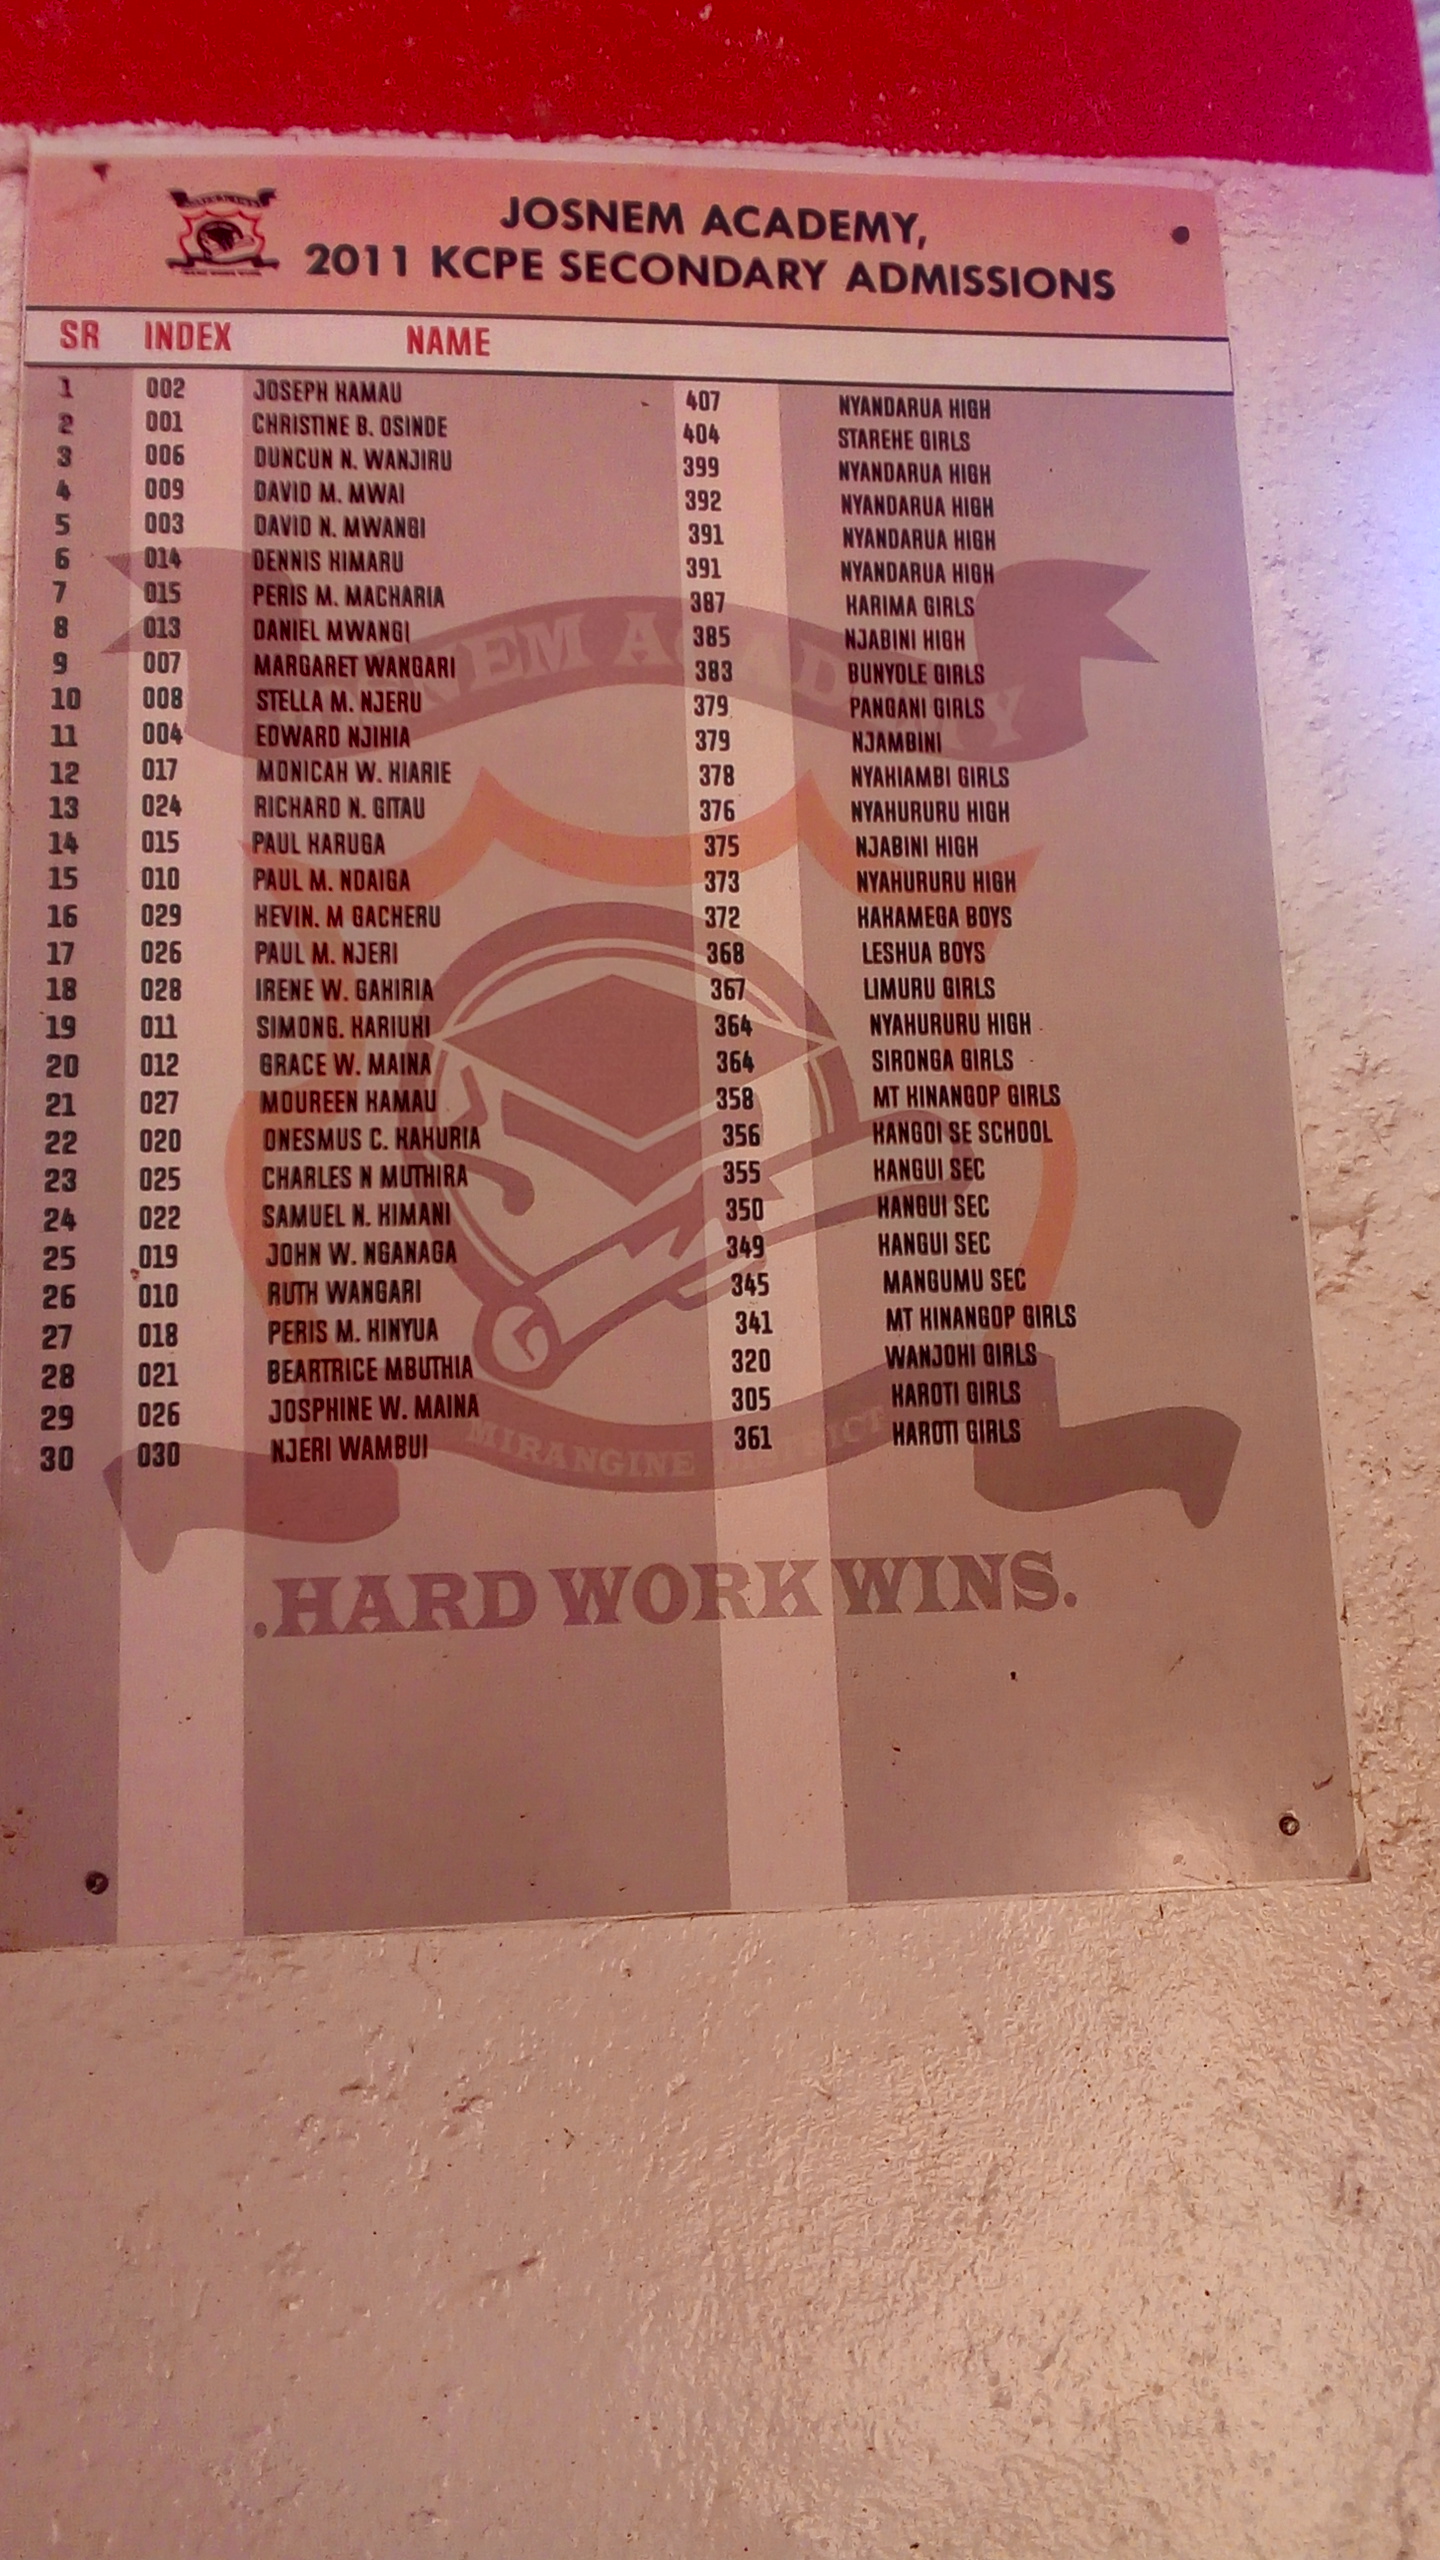 JOSNEM ACADEMY,
2011 KCPE SECONDARY ADMISSIONS
SR INDEX NAME
1 002 JOSEPH KAMAU 407 NYANDARUA HIGH
2 001 CHRISTINE B. OSINDE 404 STAREHE GIRLS
3 006 DUNCUN N. WANJIRU 399 NYANDARUA HIGH
4 009 DAVID M. MWAI 392 NYANDARUA HIGH
5 003 DAVID N. MWANGI 391 NYANDARUA HIGH
6 014 DENNIS KIMARU 391 NYANDARUA HIGH
7 015 PERIS M. MACHARIA 387 KARIMA GIRLS
8 013 DANIEL MWANGI 385 NJABINI HIGH
9 007 MARGARET WANGARI 383 BUNYOLE GIRLS
10 008 STELLA M. NJERU 379 PANGANI GIRLS
11 004 EDWARD NJIHIA 379 NJAMBINI
12 017 MONICAH W. KIARIE 378 NYAKIAMBI GIRLS
13 024 RICHARD N. GITAU 376 NYAHURURU HIGH
14 015 PAUL KARUGA 375 NJABINI HIGH
15 010 PAUL M. NDAIGA 373 NYAHURURU HIGH
16 029 KEVIN. M GACHERU 372 KAKAMEGA BOYS
17 026 PAUL M. NJERI 368 LESHUA BOYS
18 028 IRENE W. GAKIRIA 367 LIMURU GIRLS
19 011 SIMONG. KARIUKI 364 NYAHURURU HIGH
20 012 GRACE W. MAINA 364 SIRONGA GIRLS
21 027 MOUREEN KAMAU 358 MT KINANGOP GIRLS
22 020 ONESMUS C. KAKURIA 356 KANGOI SE SCHOOL
23 025 CHARLES N MUTHIRA 355 KANGUI SEC
24 022 SAMUEL N. KIMANI 350 KANGUI SEC
25 019 JOHN W. NGANAGA 349 KANGUI SEC
26 010 RUTH WANGARI 345 MANGUMU SEC
27 018 PERIS M. KINYUA 341 MT KINANGOP GIRLS
28 021 BEARTRICE MBUTHIA 320 WANJOHI GIRLS
29 026 JOSPHINE W. MAINA 305 KAROTI GIRLS
30 030 NJERI WAMBUI 361 KAROTI GIRLS
MIRANGINE DISTRICT
.HARD WORK WINS.